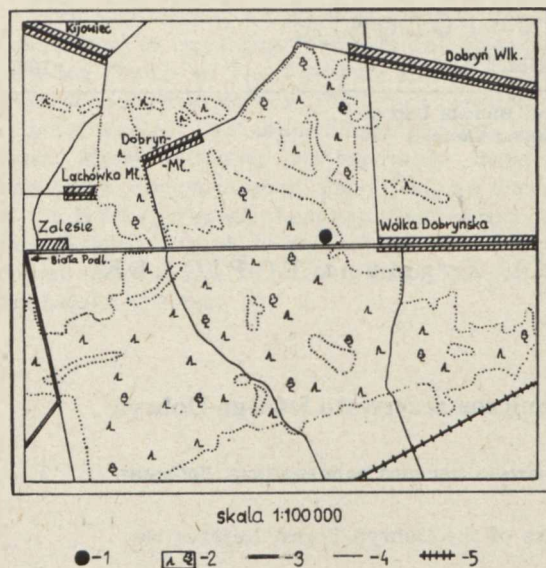 Kijowiec
Dobryń Wlk.
Dobryń-
-Mł.
Lachówka Mł.
Zalesie
Wólka Dobryńska
Biała Podl.
skala 1:100 000
-1
-2
-3
-4
-5